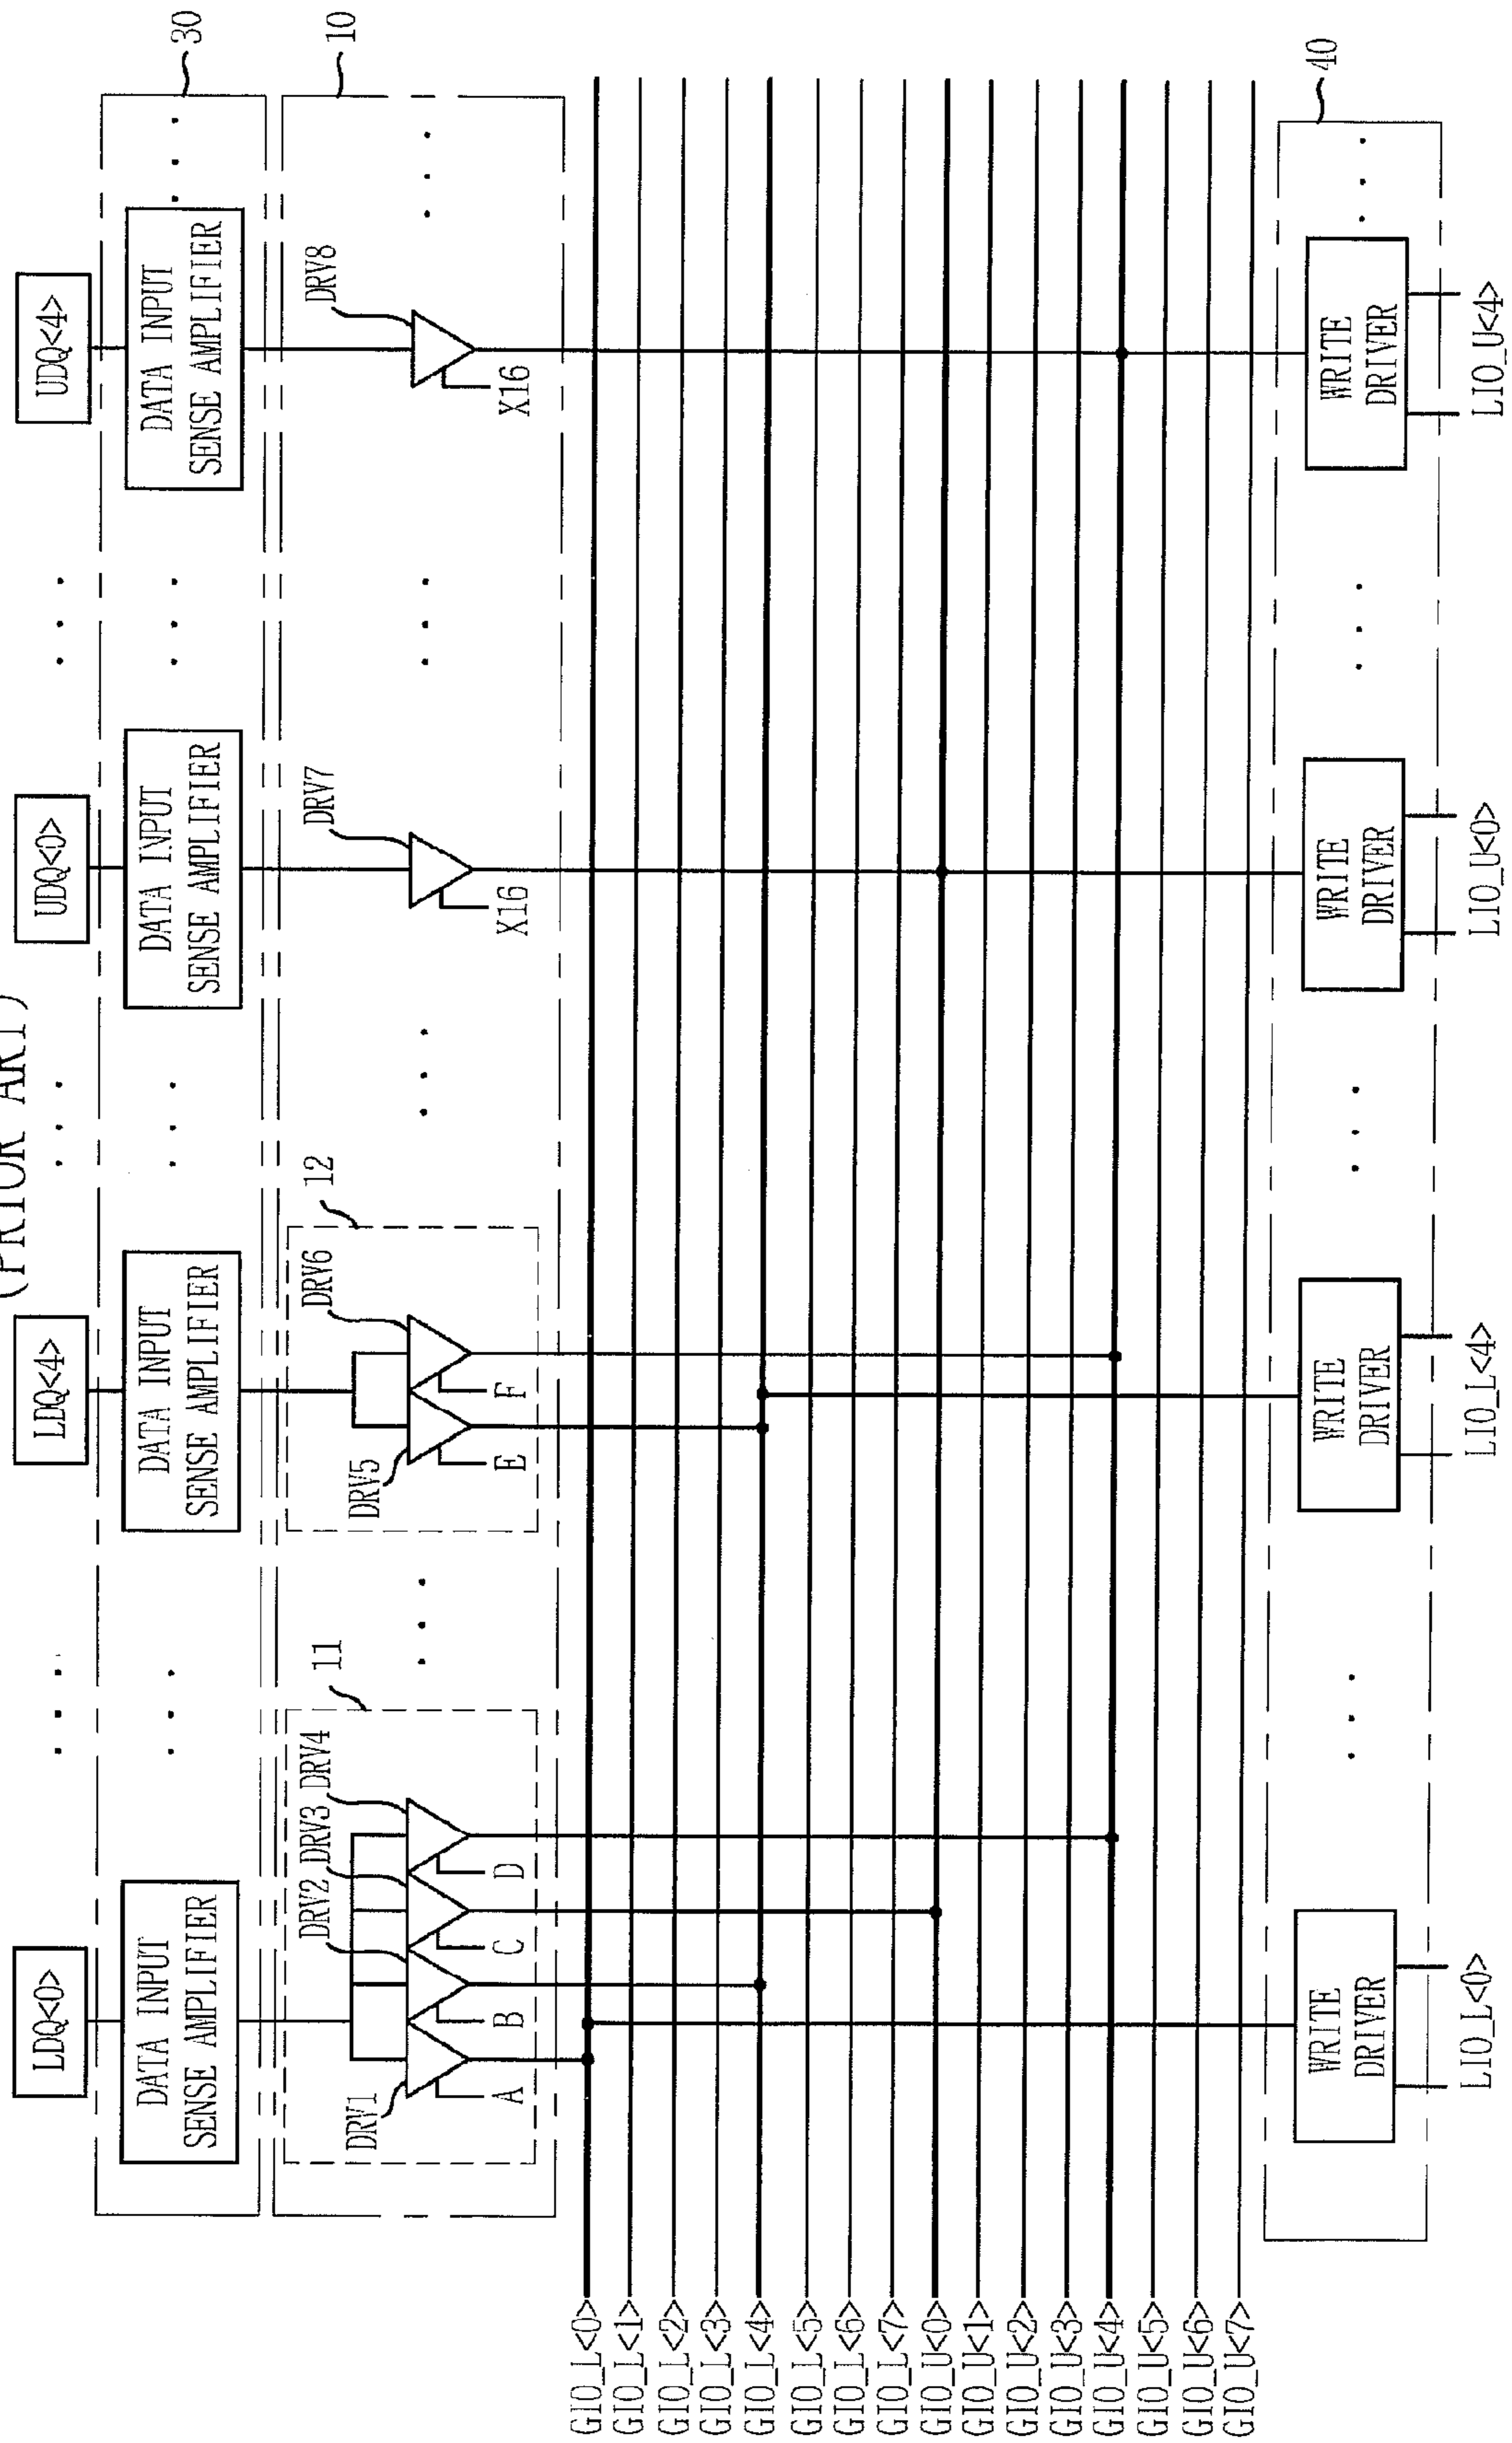 (PRIOR ART)
LDQ<0>
LDQ<4>
UDQ<0>
UDQ<4>
DATA INPUT
SENSE AMPLIFIER
DATA INPUT
SENSE AMPLIFIER
DATA INPUT
SENSE AMPLIFIER
DATA INPUT
SENSE AMPLIFIER
30
11
12
10
DRV1
DRV2
DRV3
DRV4
DRV5
DRV6
DRV7
DRV8
A
B
C
D
E
F
X16
X16
GIO_L<0>
GIO_L<1>
GIO_L<2>
GIO_L<3>
GIO_L<4>
GIO_L<5>
GIO_L<6>
GIO_L<7>
GIO_U<0>
GIO_U<1>
GIO_U<2>
GIO_U<3>
GIO_U<4>
GIO_U<5>
GIO_U<6>
GIO_U<7>
40
WRITE
DRIVER
WRITE
DRIVER
WRITE
DRIVER
WRITE
DRIVER
LIO_L<0>
LIO_L<4>
LIO_U<0>
LIO_U<4>